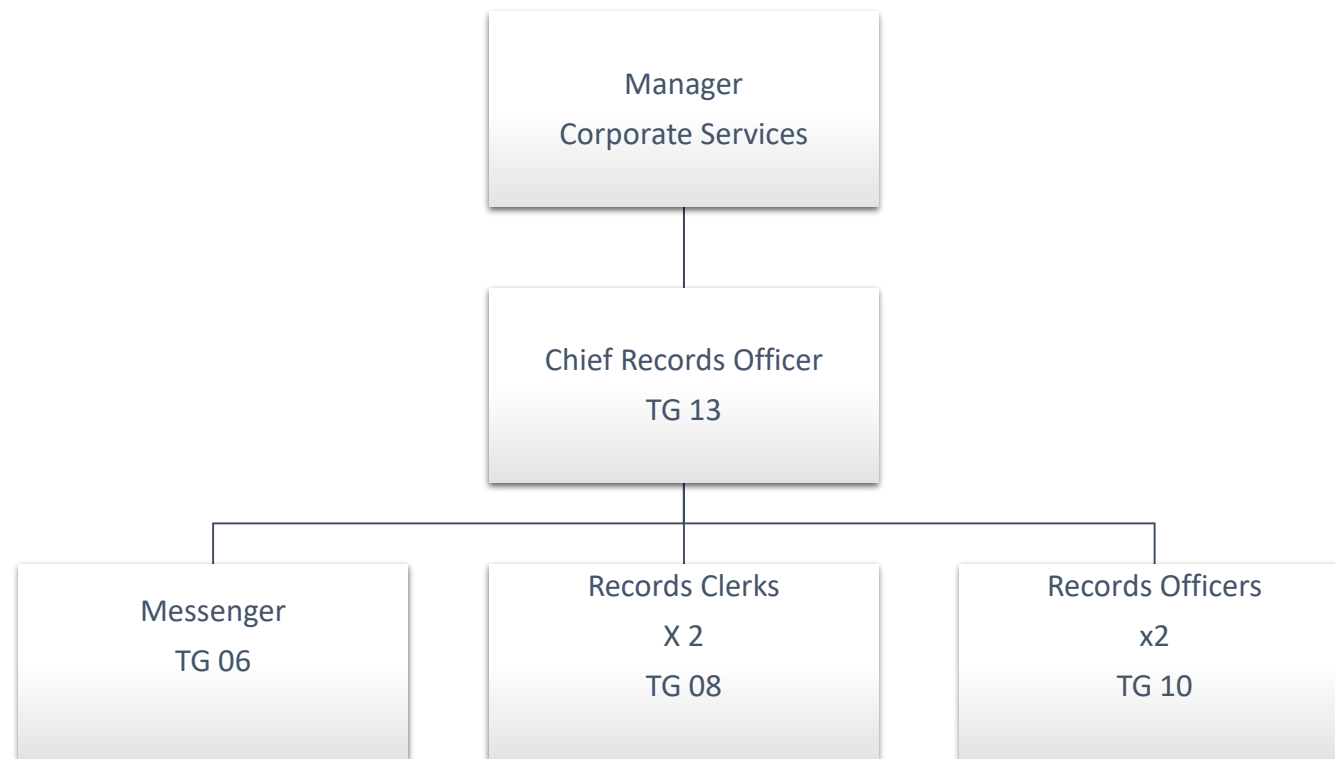 Manager
Corporate Services
Chief Records Officer
TG 13
Messenger
TG 06
Records Clerks
X 2
TG 08
Records Officers
x2
TG 10